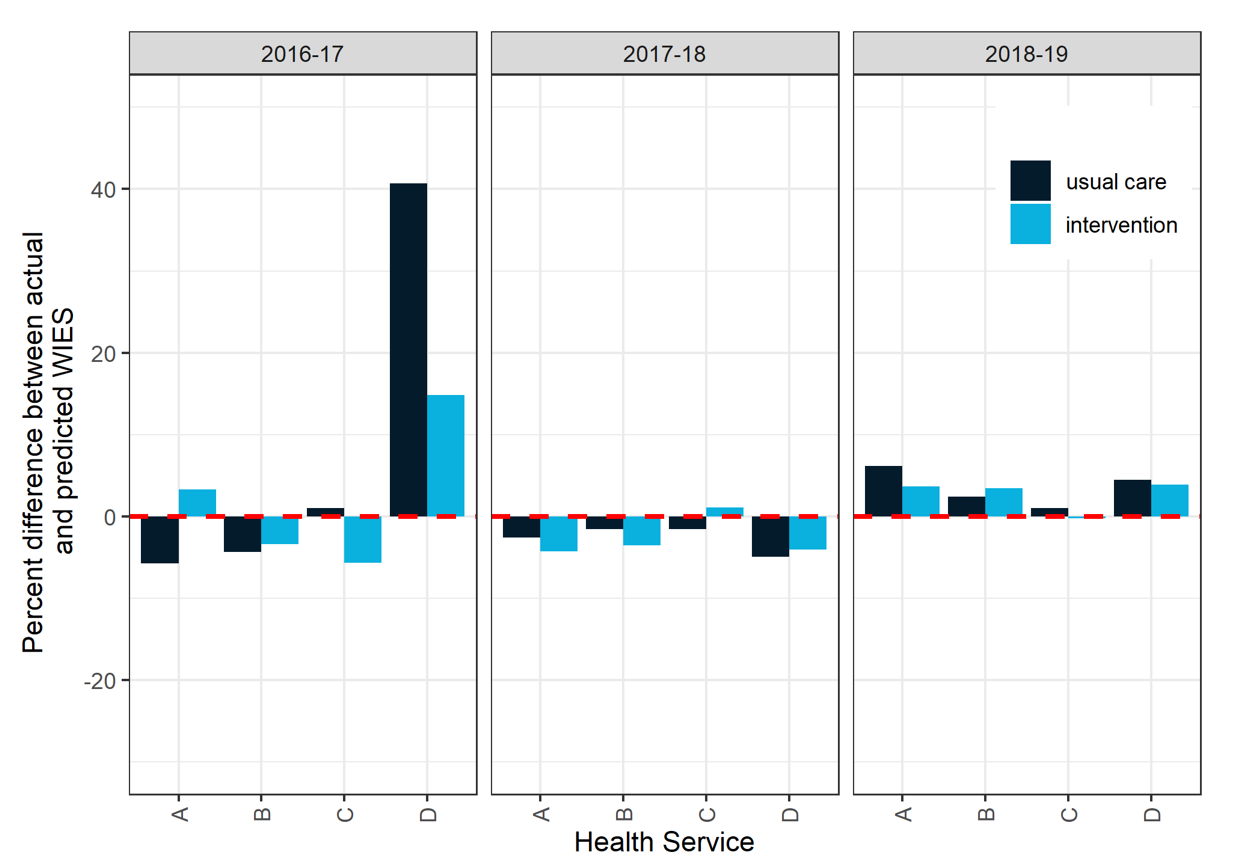 2016-17
2017-18
2018-19
Percent difference between actual
and predicted WIES
40
20
0
-20
usual care
intervention
A
B
C
D
A
B
C
D
A
B
C
D
Health Service